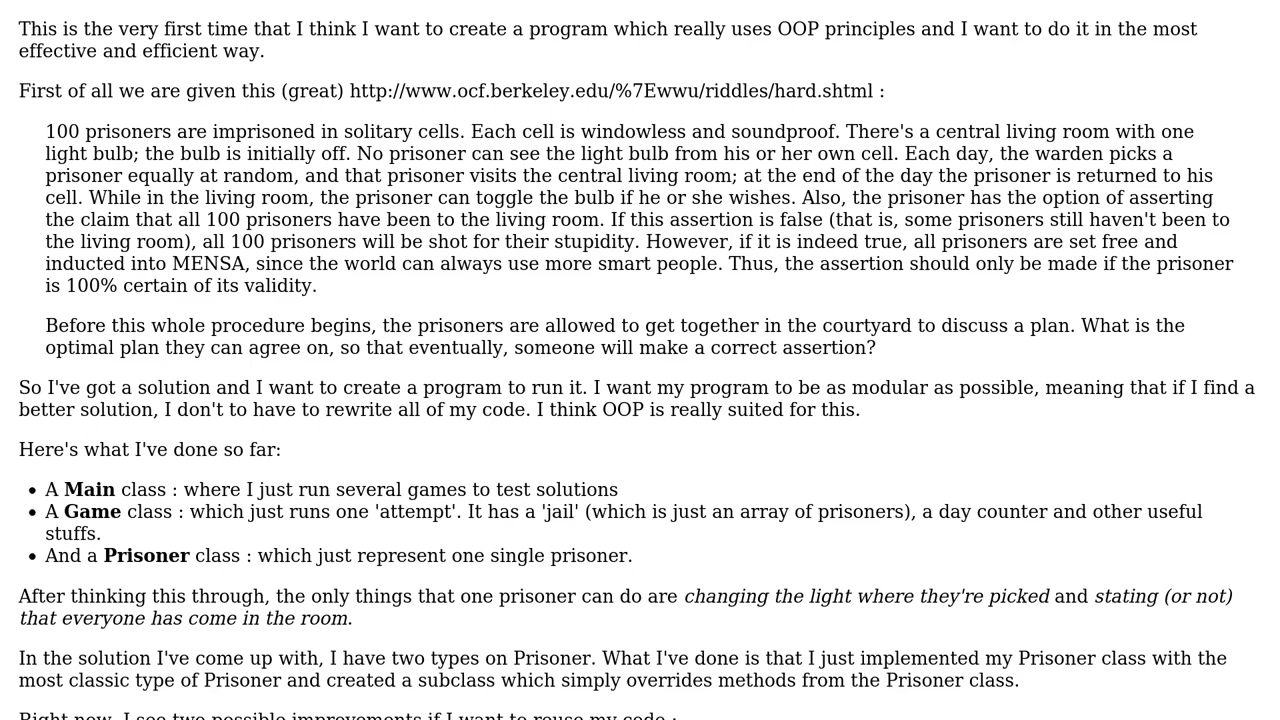 This is the very first time that I think I want to create a program which really uses OOP principles and I want to do it in the most
effective and efficient way.
First of all we are given this (great) http://www.ocf.berkeley.edu/%7Ewwu/riddles/hard.shtml :
100 prisoners are imprisoned in solitary cells. Each cell is windowless and soundproof. There's a central living room with one
light bulb; the bulb is initially off. No prisoner can see the light bulb from his or her own cell. Each day, the warden picks a
prisoner equally at random, and that prisoner visits the central living room; at the end of the day the prisoner is returned to his
cell. While in the living room, the prisoner can toggle the bulb if he or she wishes. Also, the prisoner has the option of asserting
the claim that all 100 prisoners have been to the living room. If this assertion is false (that is, some prisoners still haven't been to
the living room), all 100 prisoners will be shot for their stupidity. However, if it is indeed true, all prisoners are set free and
inducted into MENSA, since the world can always use more smart people. Thus, the assertion should only be made if the prisoner
is 100% certain of its validity.
Before this whole procedure begins, the prisoners are allowed to get together in the courtyard to discuss a plan. What is the
optimal plan they can agree on, so that eventually, someone will make a correct assertion?
So I've got a solution and I want to create a program to run it. I want my program to be as modular as possible, meaning that if I find a
better solution, I don't to have to rewrite all of my code. I think OOP is really suited for this.
Here's what I've done so far:
• A Main class : where I just run several games to test solutions
• A Game class : which just runs one 'attempt'. It has a 'jail' (which is just an array of prisoners), a day counter and other useful
stuffs.
• And a Prisoner class : which just represent one single prisoner.
After thinking this through, the only things that one prisoner can do are changing the light where they're picked and stating (or not)
that everyone has come in the room.
In the solution I've come up with, I have two types on Prisoner. What I've done is that I just implemented my Prisoner class with the
most classic type of Prisoner and created a subclass which simply overrides methods from the Prisoner class.
Right now, I see two possible improvements if I want to reuse my code :